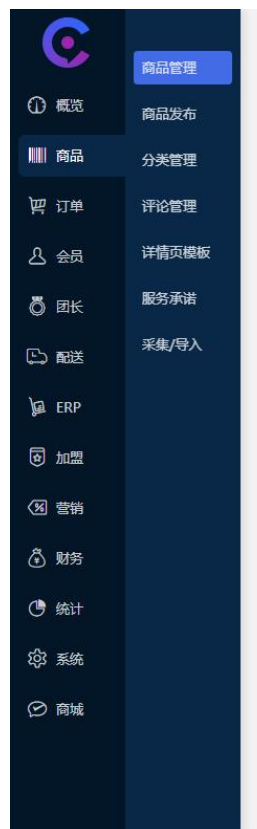 概览
商品
订单
会员
团长
配送
ERP
加盟
营销
财务
统计
系统
商城
商品管理
商品发布
分类管理
评论管理
详情页模板
服务承诺
采集/导入